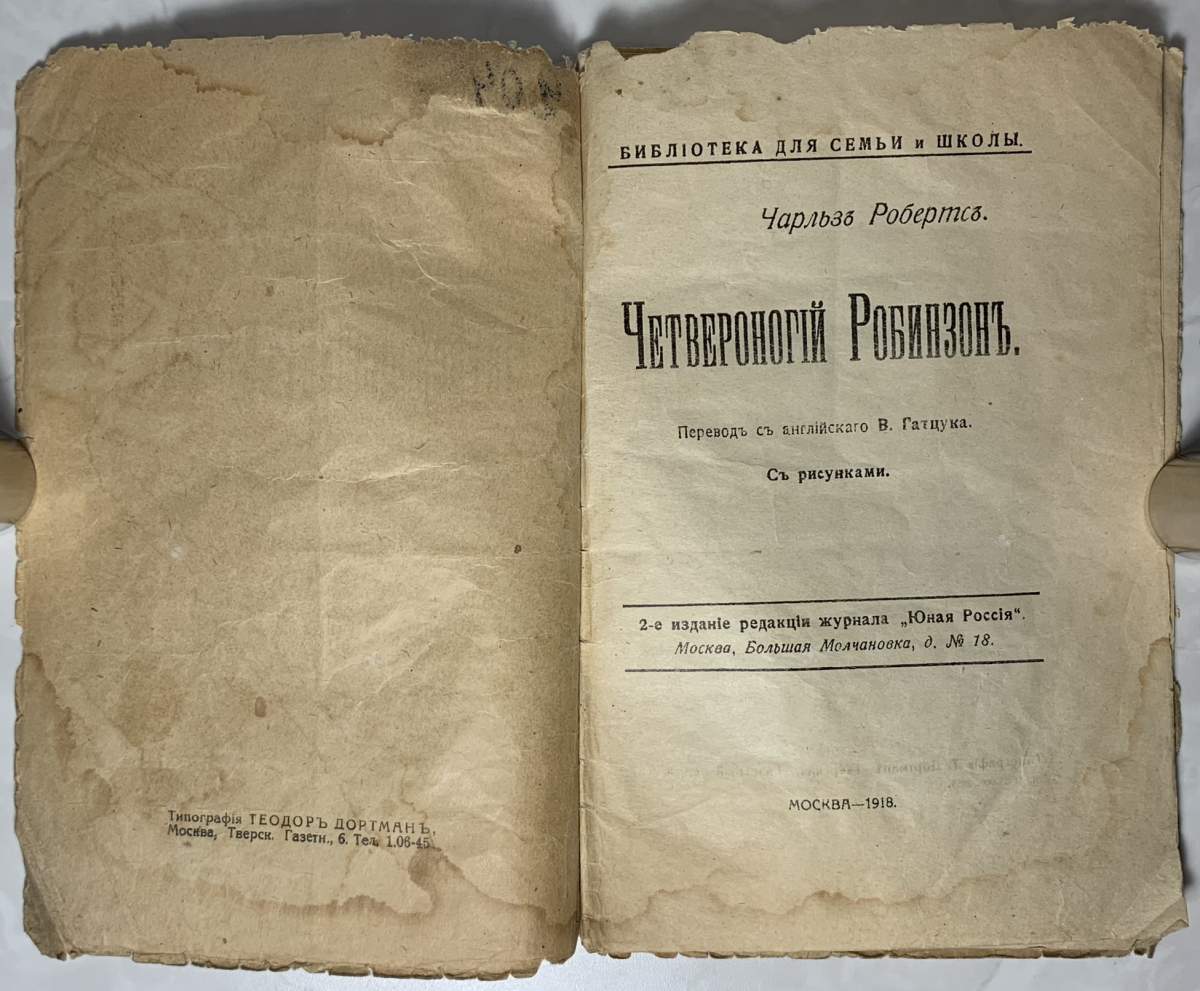 Типографія ТЕОДОРЪ ДОРТМАНЪ,
Москва, Тверск. Газетн., 6. Тел. 1.06-45.
БИБЛІОТЕКА ДЛЯ СЕМЬИ и ШКОЛЫ.
Чарльзъ Робертсъ.
ЧЕТВЕРОНОГІЙ РОБИНЗОНЪ.
Переводъ съ англійскаго В. Гатцука.
Съ рисунками.
2-е изданіе редакціи журнала „Юная Россія“.
Москва, Большая Молчановка, д. № 18.
МОСКВА—1918.